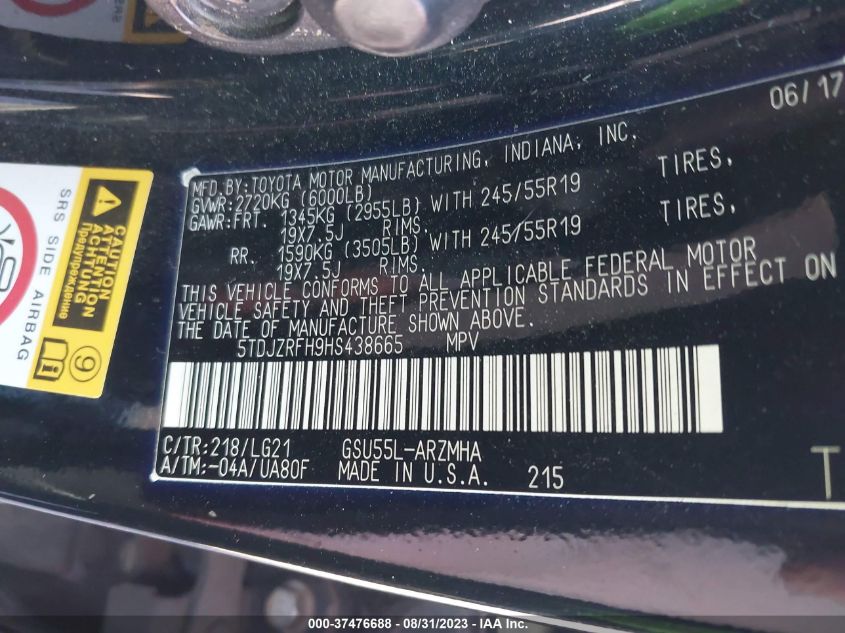 06/17
MFD.BY:TOYOTA MOTOR MANUFACTURING, INDIANA, INC.
GVWR:2720KG (6000LB)
GAWR:FRT. 1345KG (2955LB) WITH 245/55R19 TIRES,
19X7.5J RIMS.
RR. 1590KG (3505LB) WITH 245/55R19 TIRES,
19X7.5J RIMS.
THIS VEHICLE CONFORMS TO ALL APPLICABLE FEDERAL MOTOR
VEHICLE SAFETY AND THEFT PREVENTION STANDARDS IN EFFECT ON
THE DATE OF MANUFACTURE SHOWN ABOVE.
5TDJZRFH9HS438665 MPV
C/TR:218/LG21 GSU55L-ARZMHA
A/TM:-04A/UA80F MADE IN U.S.A. 215
T
CAUTION
ATTENTION
ACHTUNG
Предупреждение
SRS SIDE AIRBAG
9
000-37476688 - 08/31/2023 - IAA Inc.